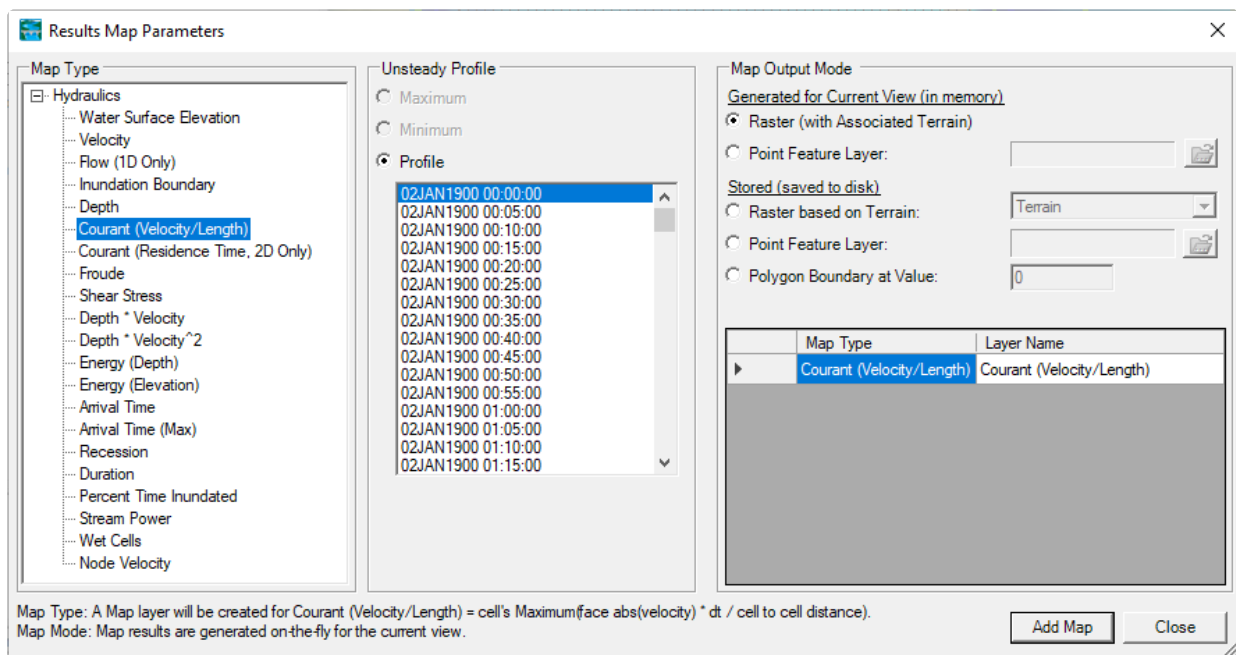 Results Map Parameters
Map Type
Hydraulics
Water Surface Elevation
Velocity
Flow (1D Only)
Inundation Boundary
Depth
Courant (Velocity/Length)
Courant (Residence Time, 2D Only)
Froude
Shear Stress
Depth * Velocity
Depth * Velocity^2
Energy (Depth)
Energy (Elevation)
Arrival Time
Arrival Time (Max)
Recession
Duration
Percent Time Inundated
Stream Power
Wet Cells
Node Velocity
Unsteady Profile
Maximum
Minimum
Profile
02JAN1900 00:00:00
02JAN1900 00:05:00
02JAN1900 00:10:00
02JAN1900 00:15:00
02JAN1900 00:20:00
02JAN1900 00:25:00
02JAN1900 00:30:00
02JAN1900 00:35:00
02JAN1900 00:40:00
02JAN1900 00:45:00
02JAN1900 00:50:00
02JAN1900 00:55:00
02JAN1900 01:00:00
02JAN1900 01:05:00
02JAN1900 01:10:00
02JAN1900 01:15:00
Map Output Mode
Generated for Current View (in memory)
Raster (with Associated Terrain)
Point Feature Layer:
Stored (saved to disk)
Raster based on Terrain: Terrain
Point Feature Layer:
Polygon Boundary at Value: 0
Map Type Layer Name
Courant (Velocity/Length) Courant (Velocity/Length)
Map Type: A Map layer will be created for Courant (Velocity/Length) = cell's Maximum(face abs(velocity) * dt / cell to cell distance).
Map Mode: Map results are generated on-the-fly for the current view.
Add Map Close